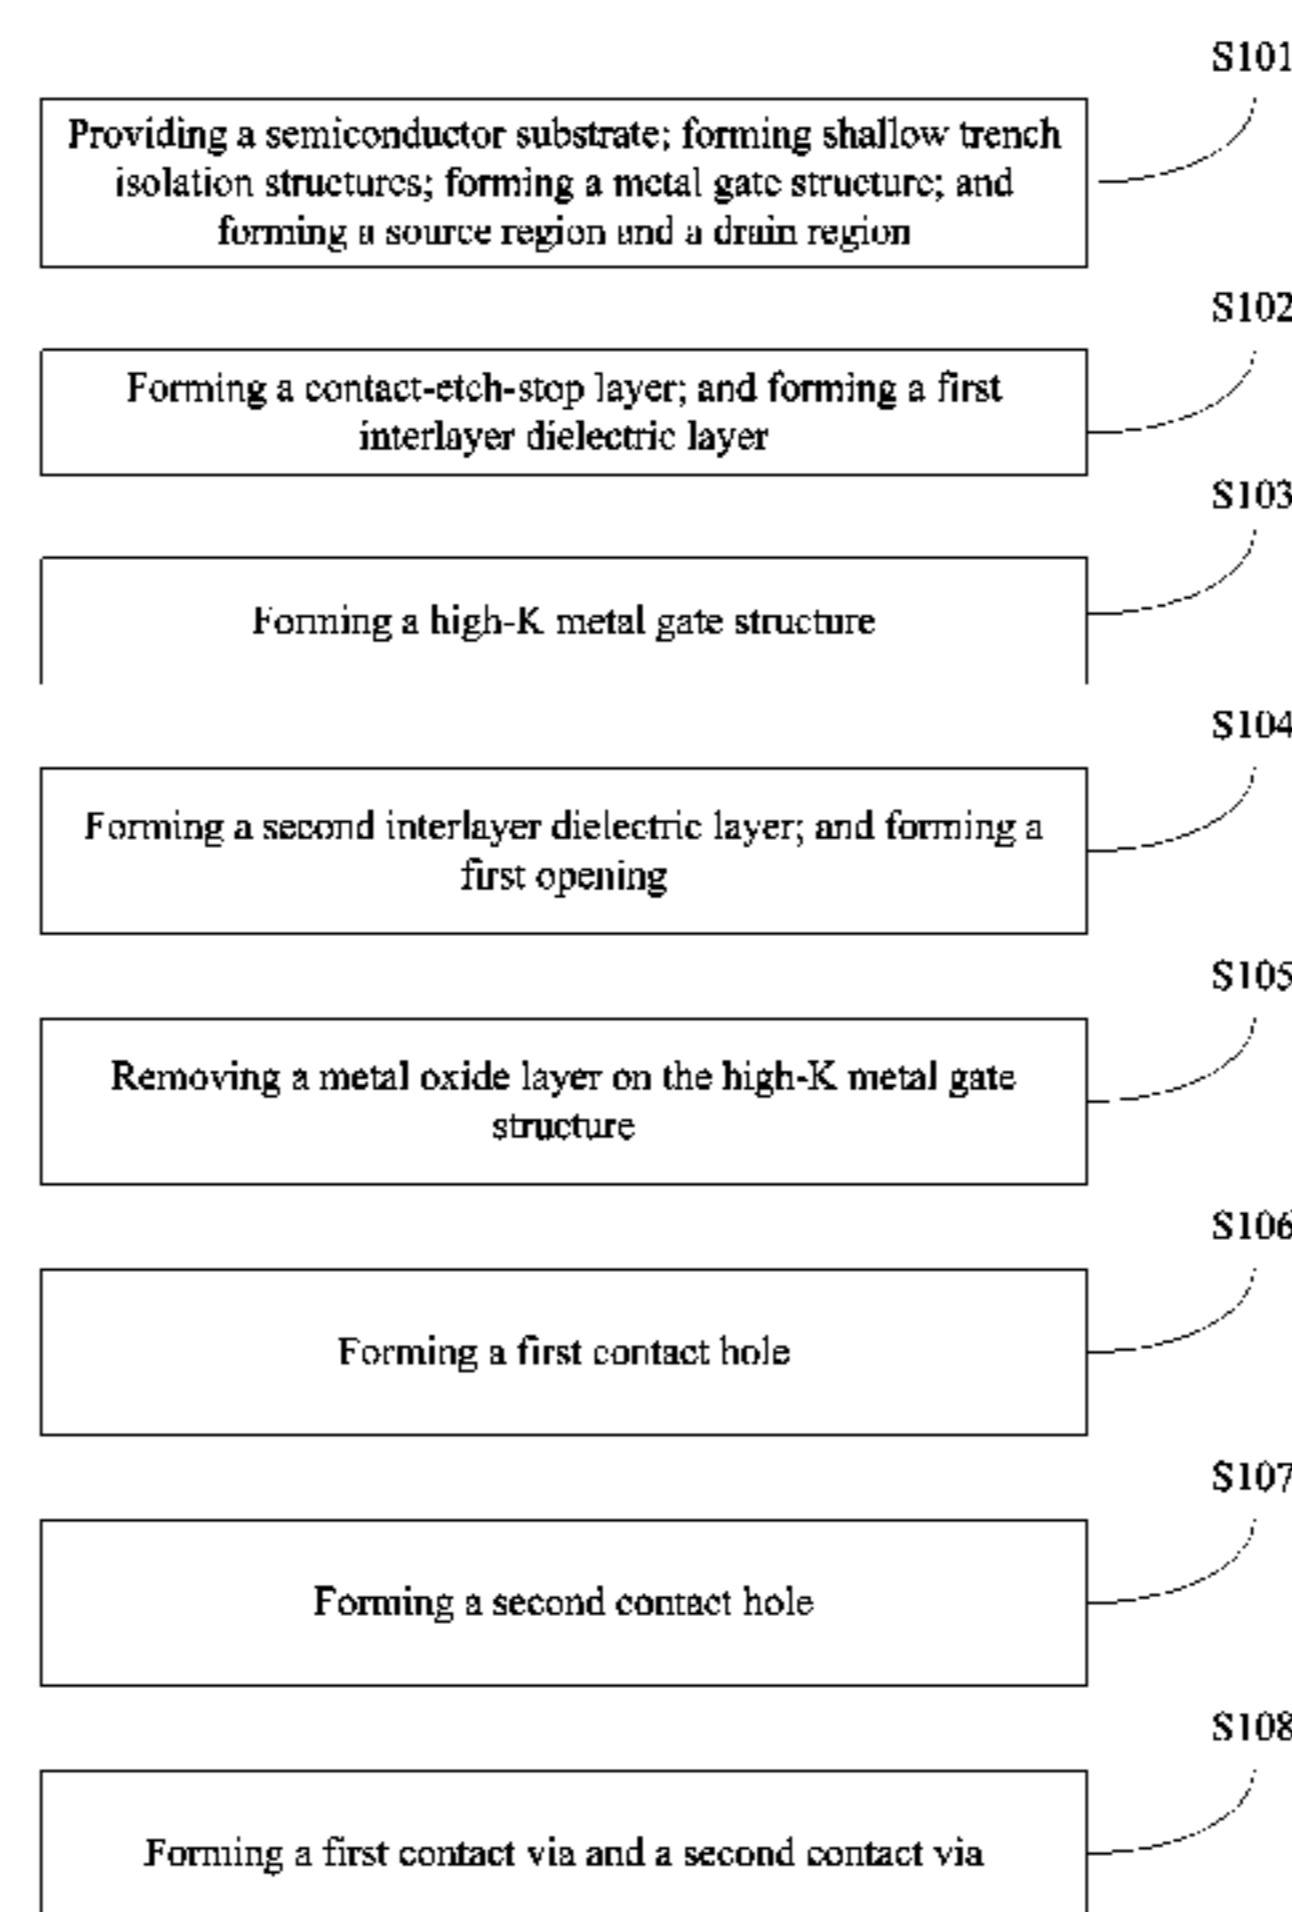 S101
Providing a semiconductor substrate; forming shallow trench
isolation structures; forming a metal gate structure; and
forming a source region and a drain region
S102
Forming a contact-etch-stop layer; and forming a first
interlayer dielectric layer
S103
Forming a high-K metal gate structure
S104
Forming a second interlayer dielectric layer; and forming a
first opening
S105
Removing a metal oxide layer on the high-K metal gate
structure
S106
Forming a first contact hole
S107
Forming a second contact hole
S108
Forming a first contact via and a second contact via